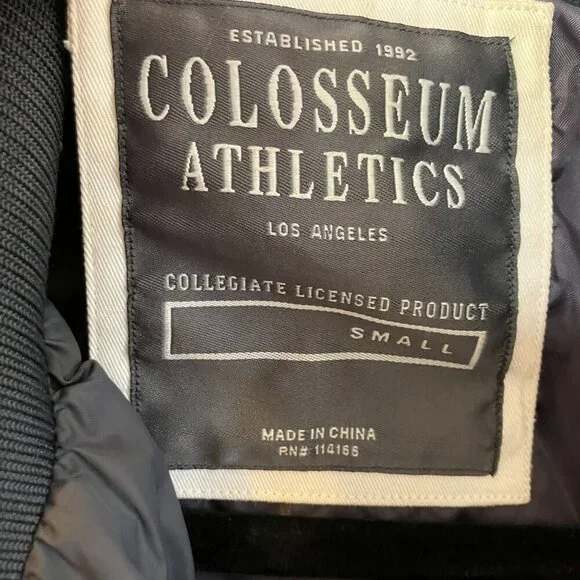 ESTABLISHED 1992
COLOSSEUM
ATHLETICS
LOS ANGELES
COLLEGIATE LICENSED PRODUCT
SMALL
MADE IN CHINA
RN# 114166